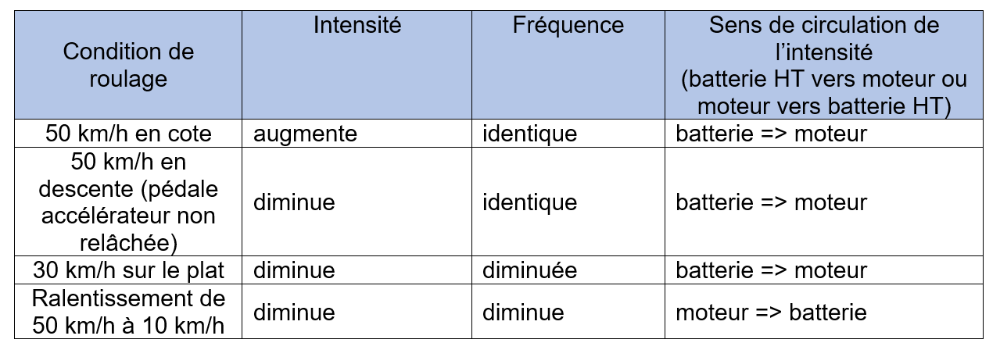 Condition de
roulage
Intensité
Fréquence
Sens de circulation de
l’intensité
(batterie HT vers moteur ou
moteur vers batterie HT)
50 km/h en cote
augmente
identique
batterie => moteur
50 km/h en
descente (pédale
accélérateur non
relâchée)
diminue
identique
batterie => moteur
30 km/h sur le plat
diminue
diminuée
batterie => moteur
Ralentissement de
50 km/h à 10 km/h
diminue
diminue
moteur => batterie